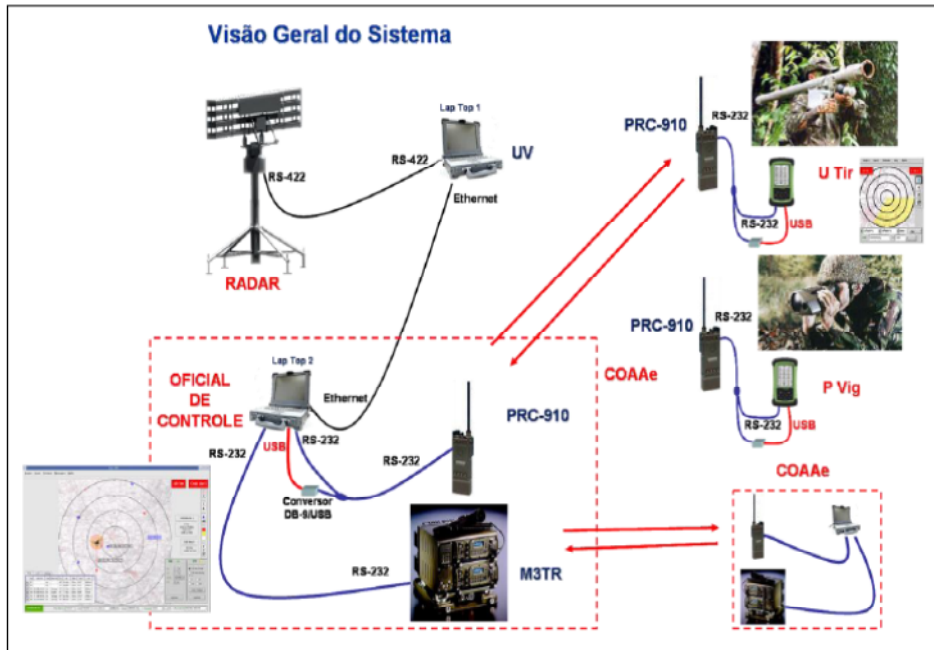 Visão Geral do Sistema
Lap Top 1
UV
RS-422
RS-422
Ethernet
RADAR
PRC-910
RS-232
U Tir
RS-232
USB
PRC-910
RS-232
P Vig
RS-232
USB
COAAe
OFICIAL
DE
CONTROLE
Lap Top 2
Ethernet
PRC-910
RS-232
USB
RS-232
RS-232
Conversor
DB-9/USB
RS-232
M3TR
COAAe